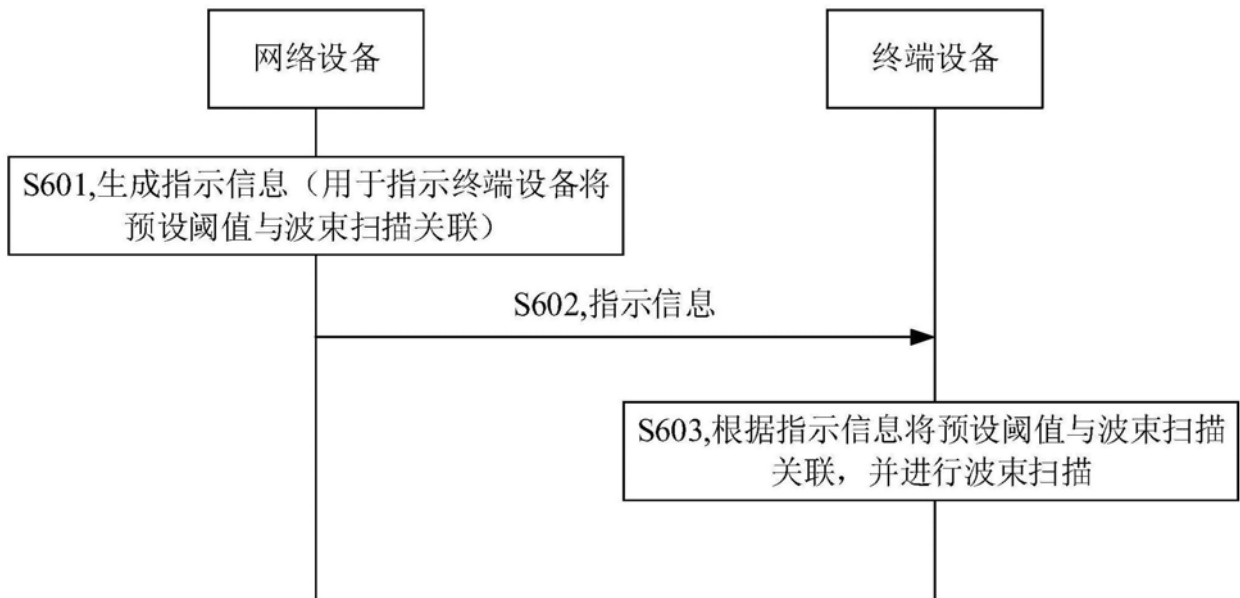 网络设备
终端设备
S601,生成指示信息（用于指示终端设备将
预设阈值与波束扫描关联）
S602,指示信息
S603,根据指示信息将预设阈值与波束扫描
关联，并进行波束扫描